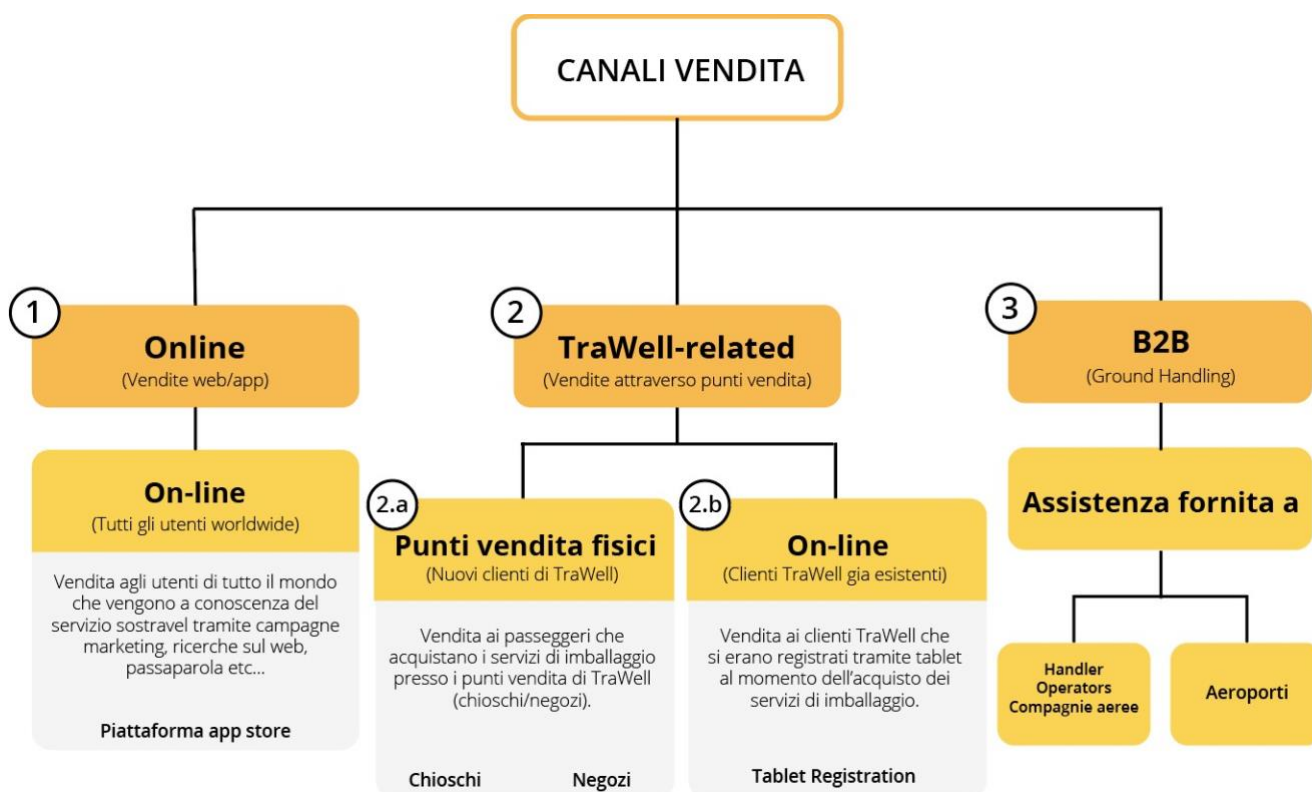 CANALI VENDITA
1
Online
(Vendite web/app)
On-line
(Tutti gli utenti worldwide)
Vendita agli utenti di tutto il mondo
che vengono a conoscenza del
servizio sostravel tramite campagne
marketing, ricerche sul web,
passaparola etc...
Piattaforma app store
2
TraWell-related
(Vendite attraverso punti vendita)
2.a
Punti vendita fisici
(Nuovi clienti di TraWell)
Vendita ai passeggeri che
acquistano i servizi di imballaggio
presso i punti vendita di TraWell
(chioschi/negozi).
Chioschi Negozi
2.b
On-line
(Clienti TraWell gia esistenti)
Vendita ai clienti TraWell che
si erano registrati tramite tablet
al momento dell'acquisto dei
servizi di imballaggio.
Tablet Registration
3
B2B
(Ground Handling)
Assistenza fornita a
Handler
Operators
Compagnie aeree
Aeroporti